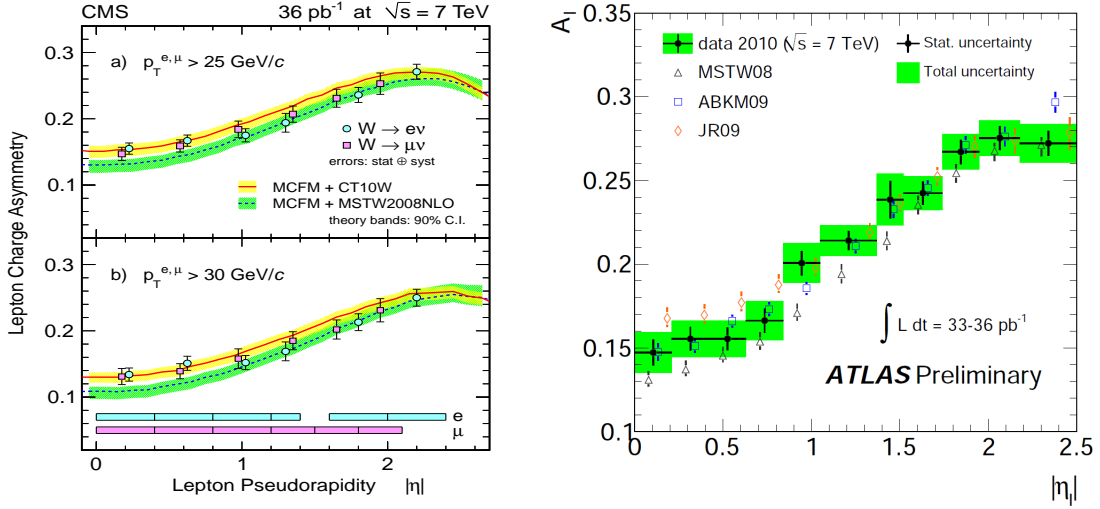 CMS 36 pb⁻¹ at √s = 7 TeV
a) p_T^{e,μ} > 25 GeV/c
0.3
0.2
0.1
W → eν
W → μν
errors: stat ⊕ syst
MCFM + CT10W
MCFM + MSTW2008NLO
theory bands: 90% C.I.
Lepton Charge Asymmetry
b) p_T^{e,μ} > 30 GeV/c
0.3
0.2
0.1
e
μ
0 1 2
Lepton Pseudorapidity |η|
A_l
0.35
0.3
0.25
0.2
0.15
0.1
data 2010 (√s = 7 TeV)
MSTW08
ABKM09
JR09
Stat. uncertainty
Total uncertainty
∫ L dt = 33-36 pb⁻¹
ATLAS Preliminary
0 0.5 1 1.5 2 2.5
|η_l|